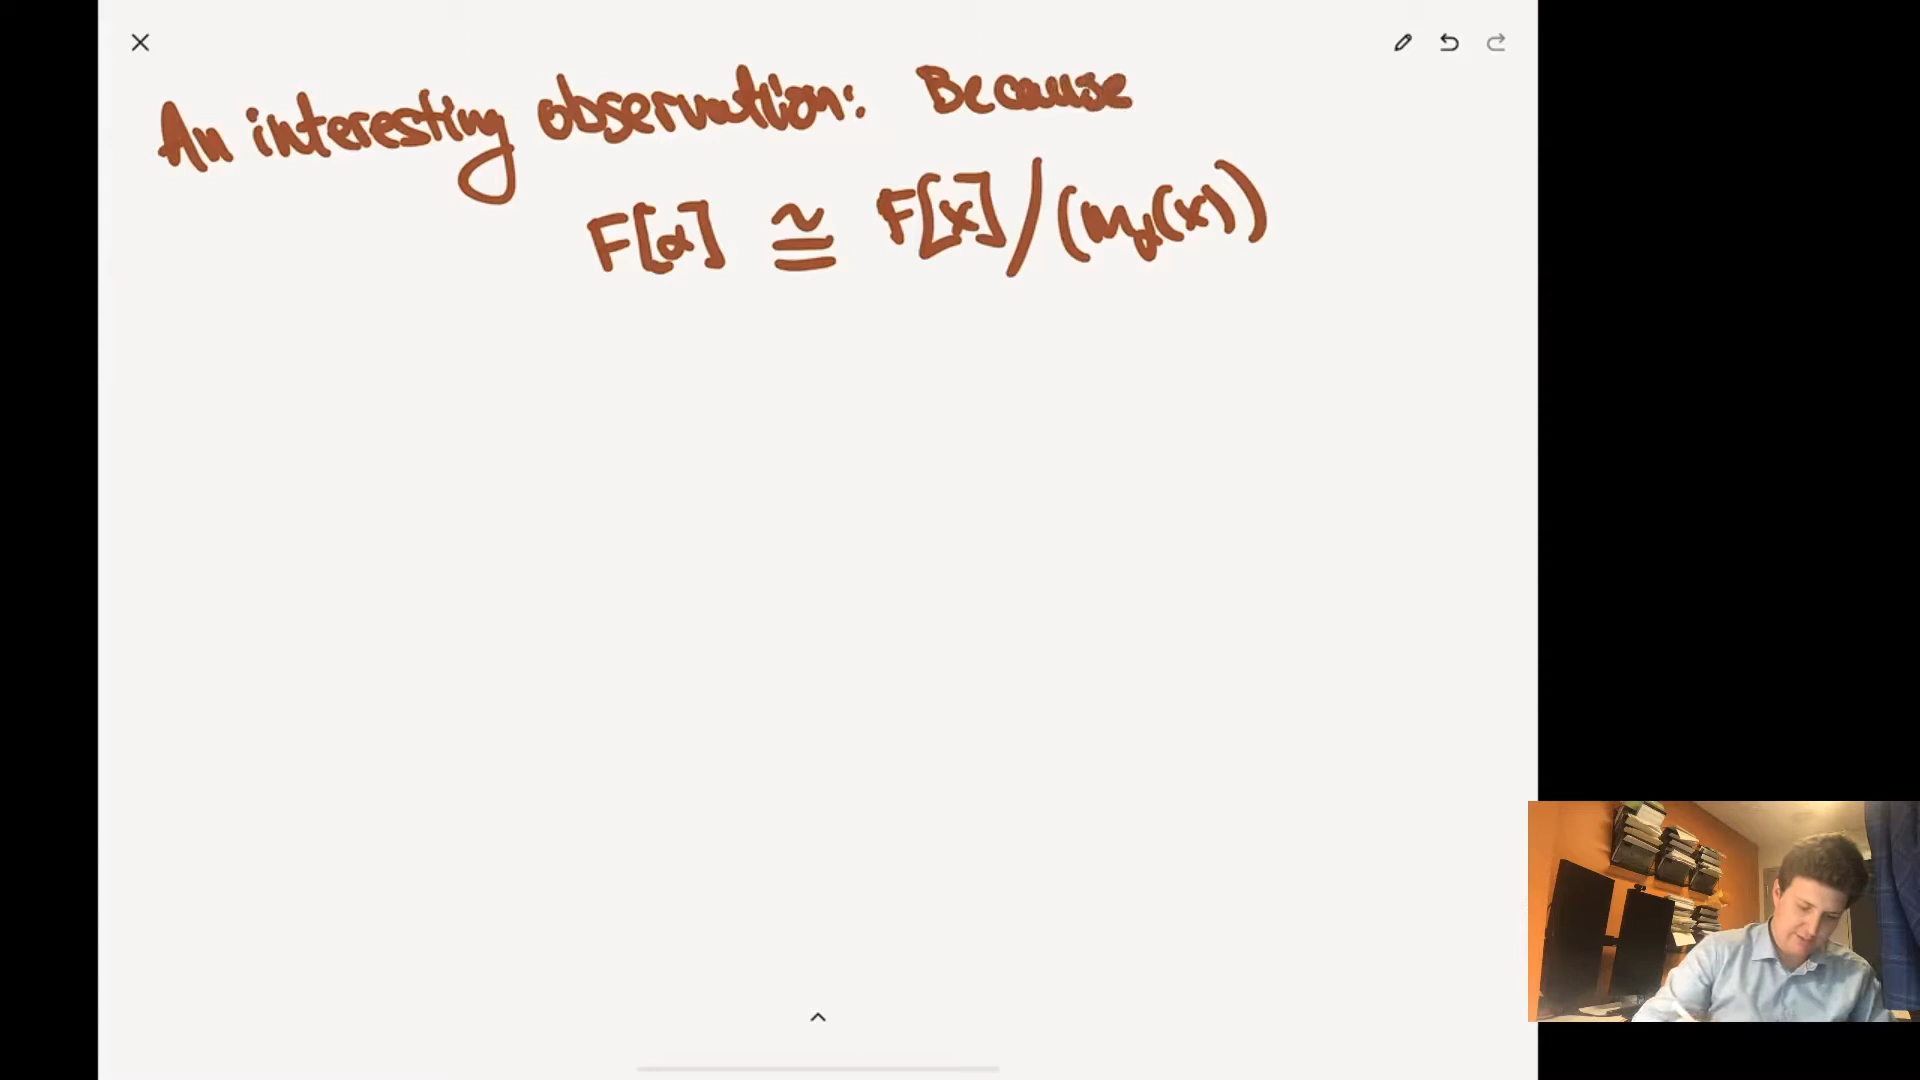 An interesting observation: Because
F[α] ≅ F[x]/(m_α(x))